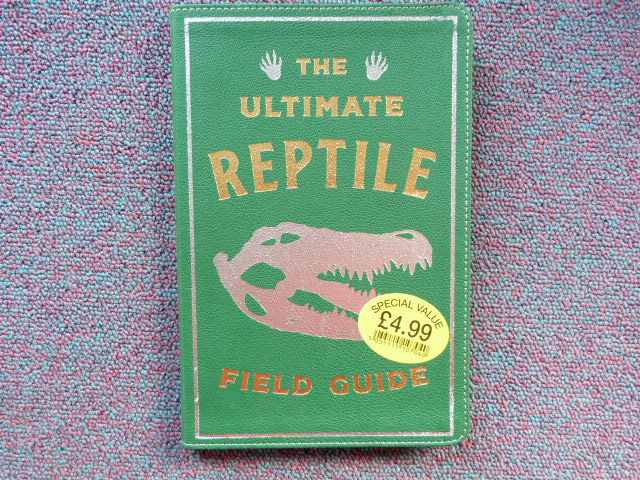 THE
ULTIMATE
REPTILE
SPECIAL VALUE
£4.99
FIELD GUIDE